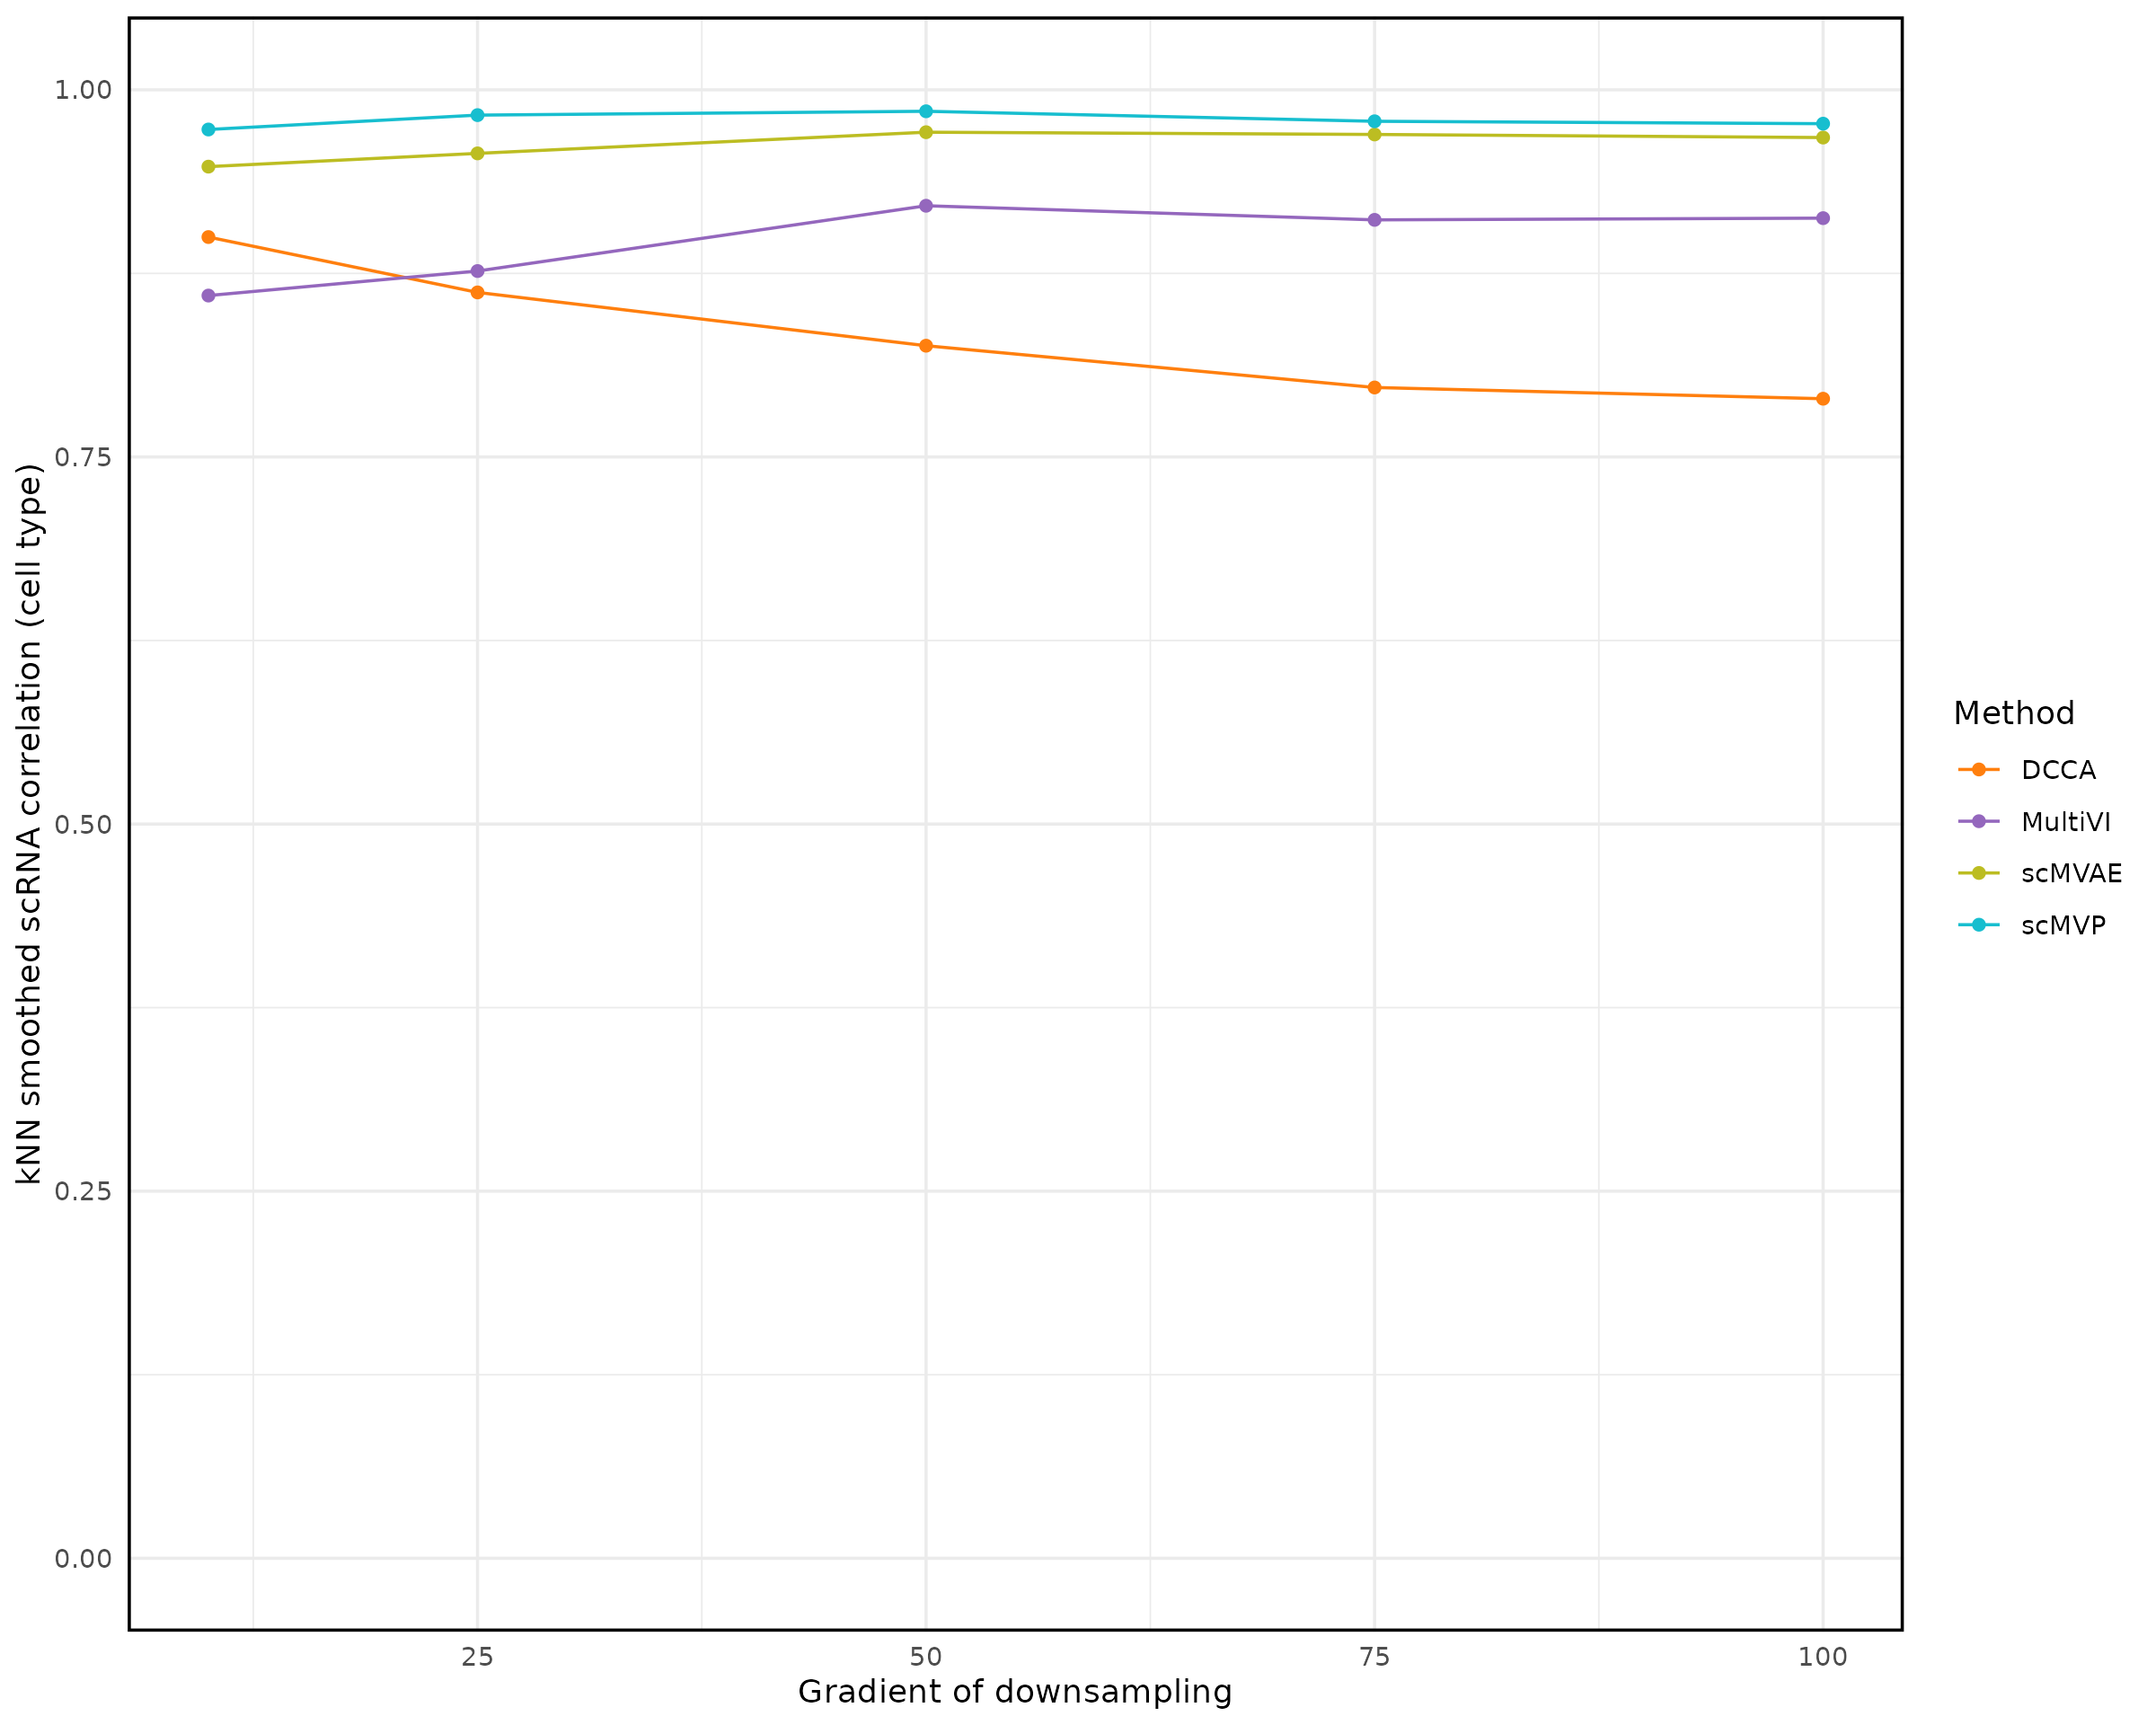 kNN smoothed scRNA correlation (cell type)
1.00
0.75
0.50
0.25
0.00
25 50 75 100
Gradient of downsampling
Method
DCCA
MultiVI
scMVAE
scMVP